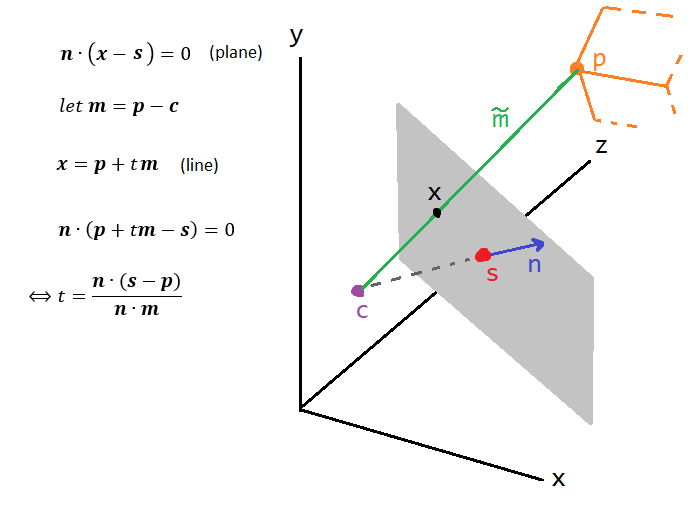 n · (x − s) = 0 (plane)
let m = p − c
x = p + tm (line)
n · (p + tm − s) = 0
⇔ t = n · (s − p) / n · m
y
p
m̃
z
x
s
n
c
x